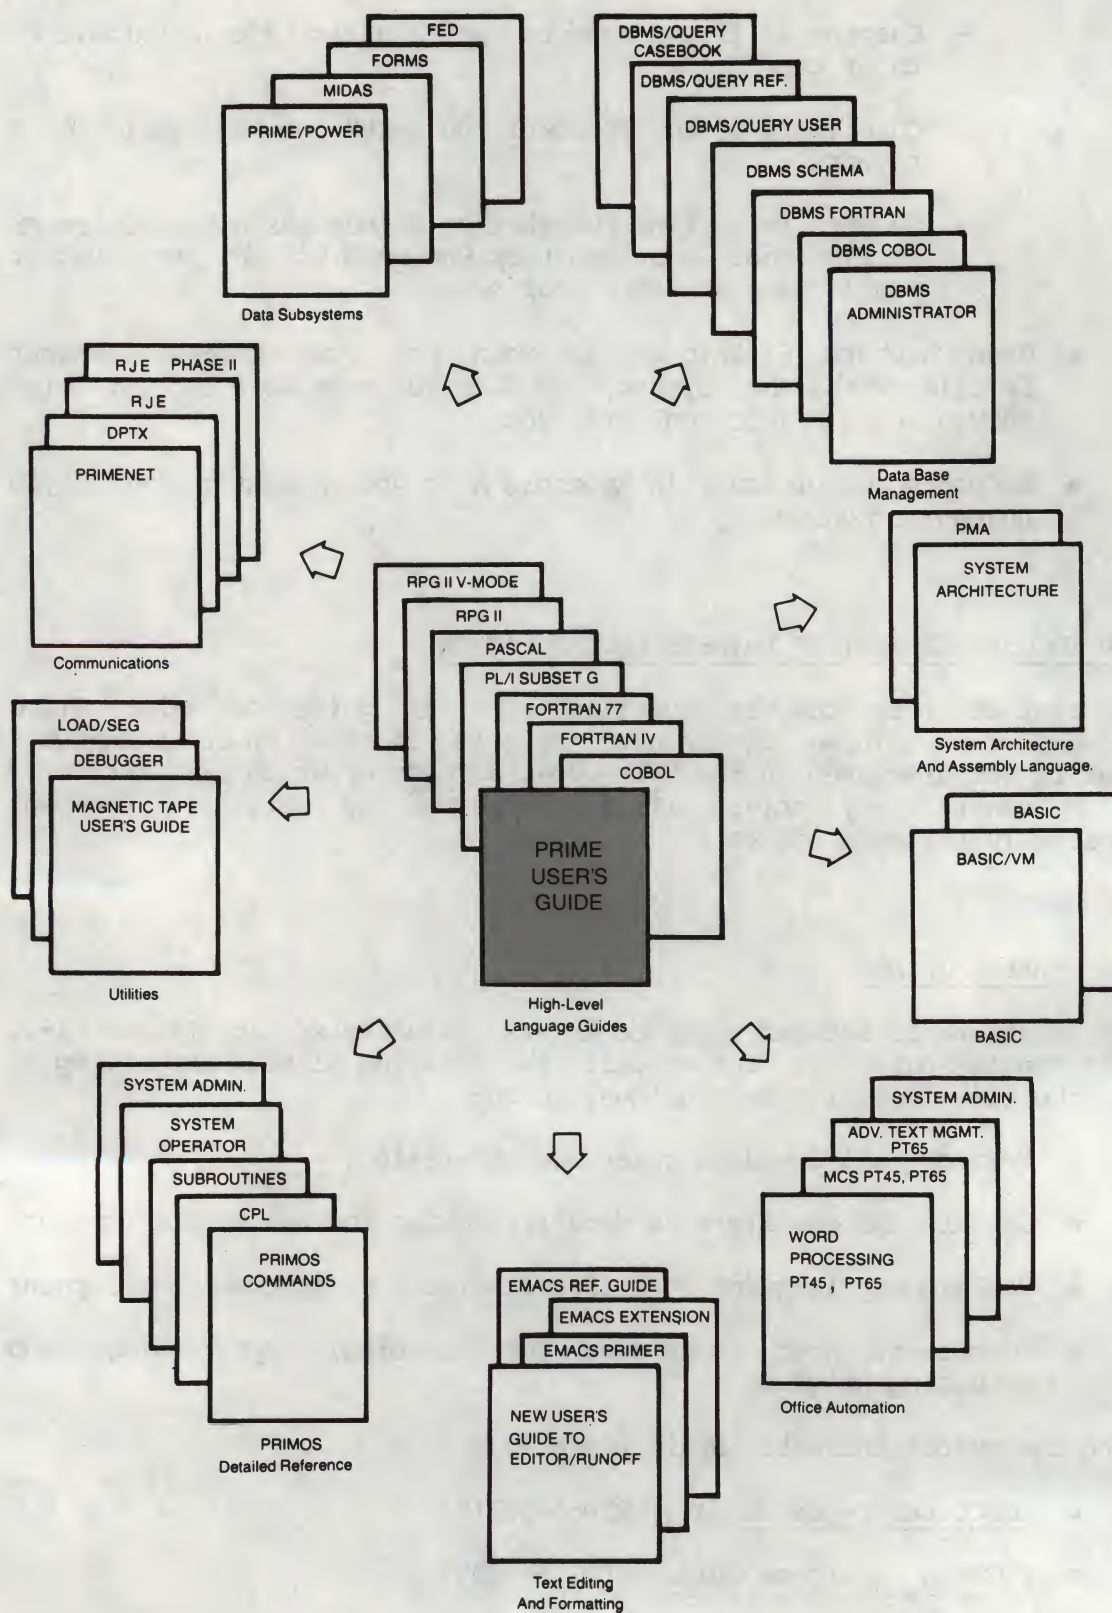 FED
FORMS
MIDAS
PRIME/POWER
Data Subsystems
DBMS/QUERY
CASEBOOK
DBMS/QUERY REF.
DBMS/QUERY USER
DBMS SCHEMA
DBMS FORTRAN
DBMS COBOL
DBMS
ADMINISTRATOR
Data Base
Management
RJE PHASE II
RJE
DPTX
PRIMENET
Communications
RPG II V-MODE
RPG II
PASCAL
PL/I SUBSET G
FORTRAN 77
FORTRAN IV
COBOL
PRIME
USER'S
GUIDE
High-Level
Language Guides
PMA
SYSTEM
ARCHITECTURE
System Architecture
And Assembly Language.
LOAD/SEG
DEBUGGER
MAGNETIC TAPE
USER'S GUIDE
Utilities
BASIC
BASIC/VM
BASIC
SYSTEM ADMIN.
SYSTEM
OPERATOR
SUBROUTINES
CPL
PRIMOS
COMMANDS
PRIMOS
Detailed Reference
EMACS REF. GUIDE
EMACS EXTENSION
EMACS PRIMER
NEW USER'S
GUIDE TO
EDITOR/RUNOFF
Text Editing
And Formatting
SYSTEM ADMIN.
ADV. TEXT MGMT.
PT65
MCS PT45, PT65
WORD
PROCESSING
PT45, PT65
Office Automation